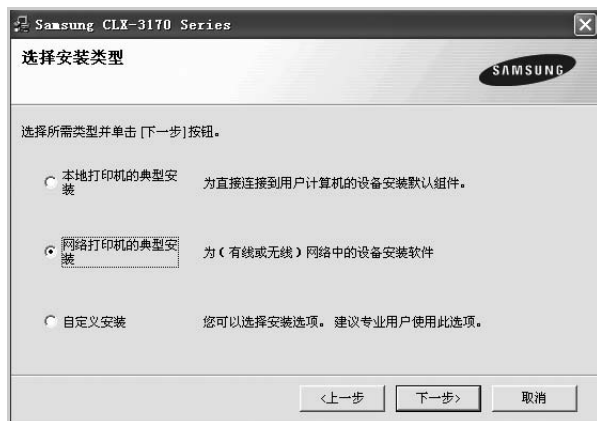 Samsung CLX-3170 Series
选择安装类型
SAMSUNG
选择所需类型并单击 [下一步]按钮。
本地打印机的典型安
装
为直接连接到用户计算机的设备安装默认组件。
网络打印机的典型安
装
为(有线或无线)网络中的设备安装软件
自定义安装
您可以选择安装选项。 建议专业用户使用此选项。
<上一步
下一步>
取消